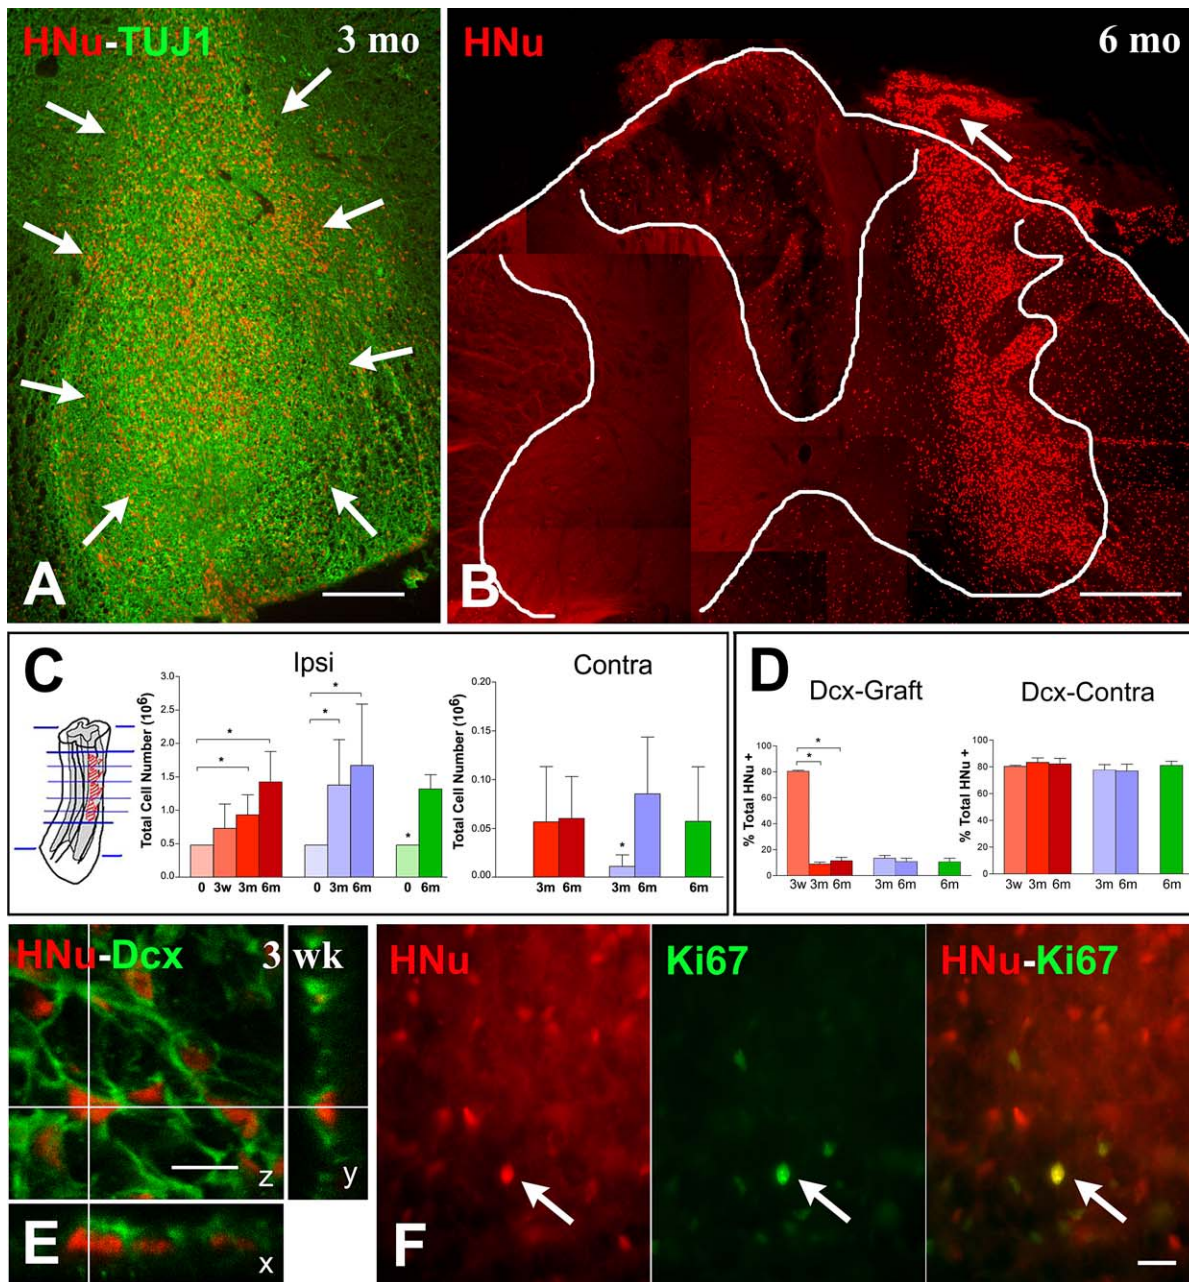 HNu-TUJ1
3 mo
A
HNu
6 mo
B
C
Ipsi
Total Cell Number (10⁶)
3.0
2.5
2.0
1.5
1.0
0.5
0.0
*
*
*
*
*
0 3w 3m 6m
0 3m 6m
0 6m
Contra
Total Cell Number (10⁶)
0.20
0.15
0.10
0.05
0.00
*
3m 6m
3m 6m
6m
D
Dcx-Graft
% Total HNu +
100
80
60
40
20
0
*
*
3w 3m 6m
3m 6m
6m
Dcx-Contra
% Total HNu +
100
80
60
40
20
0
3w 3m 6m
3m 6m
6m
HNu-Dcx
3 wk
z
y
E
x
HNu
F
Ki67
HNu-Ki67